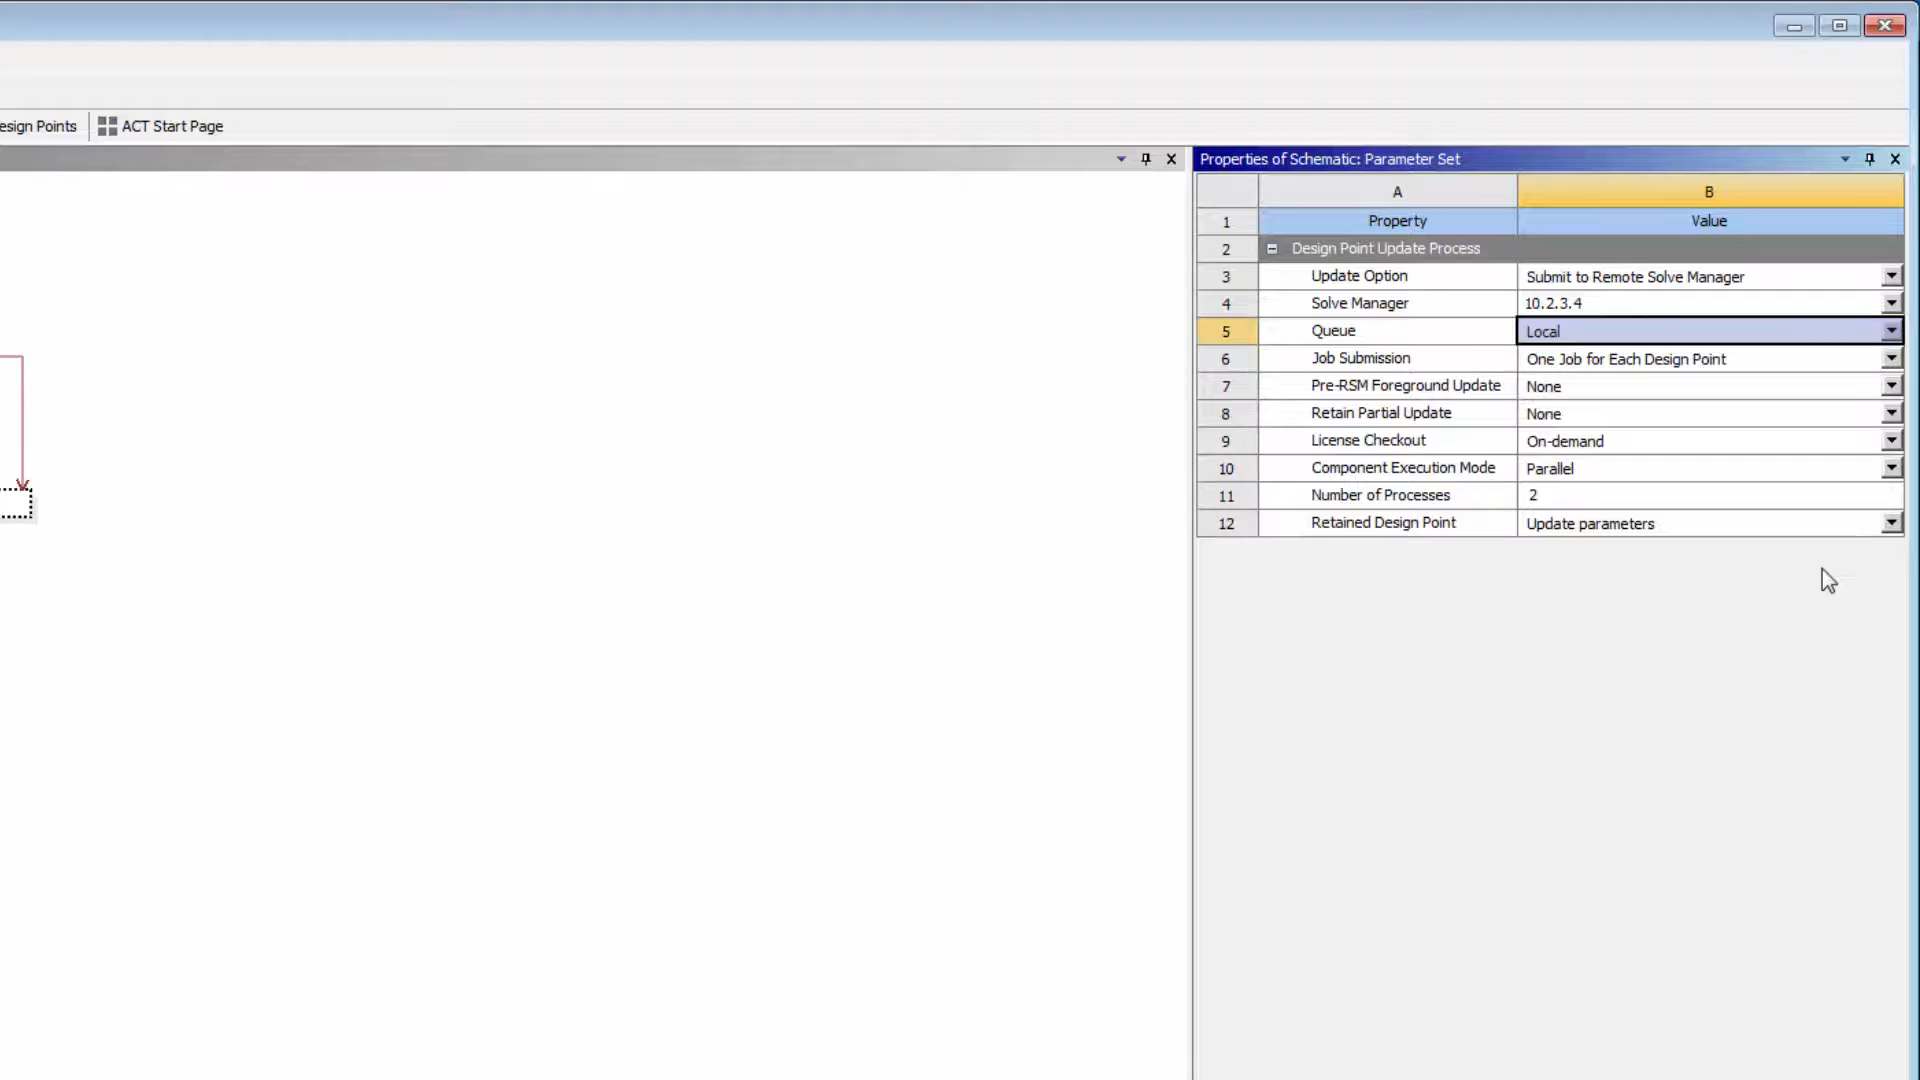 esign Points
ACT Start Page
Properties of Schematic: Parameter Set
A B
1 Property Value
2 Design Point Update Process
3 Update Option Submit to Remote Solve Manager
4 Solve Manager 10.2.3.4
5 Queue Local
6 Job Submission One Job for Each Design Point
7 Pre-RSM Foreground Update None
8 Retain Partial Update None
9 License Checkout On-demand
10 Component Execution Mode Parallel
11 Number of Processes 2
12 Retained Design Point Update parameters